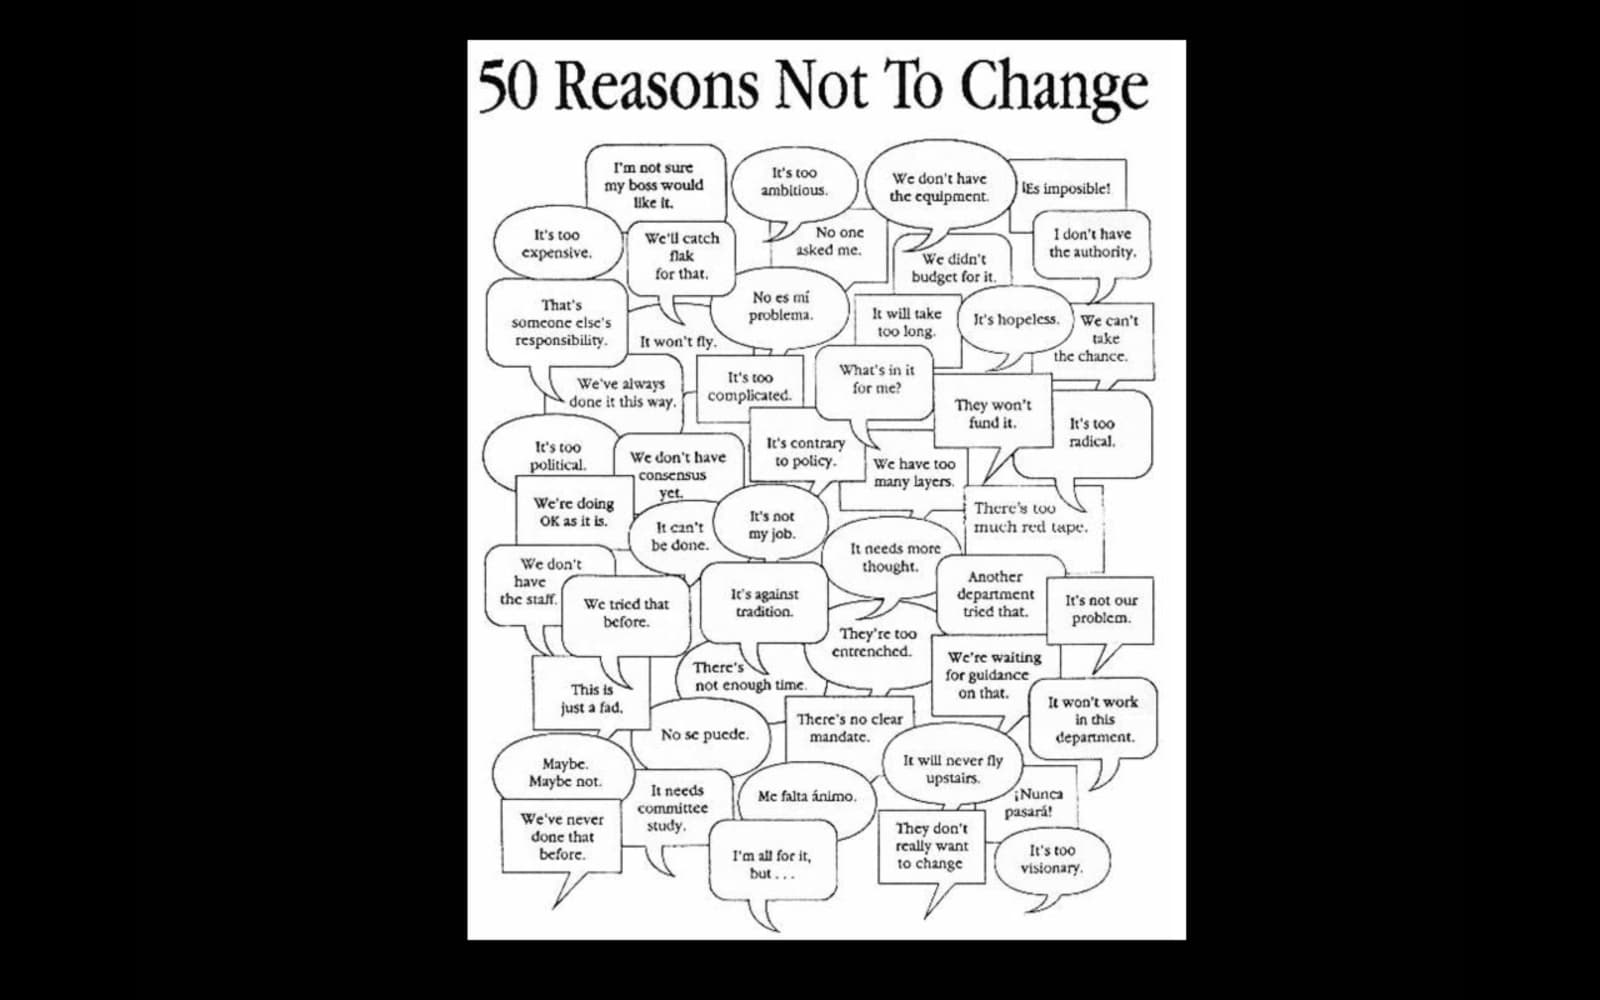 50 Reasons Not To Change
I'm not sure
my boss would
like it.
It's too
ambitious.
We don't have
the equipment.
¡Es imposible!
It's too
expensive.
We'll catch
flak
for that.
No one
asked me.
We didn't
budget for it.
I don't have
the authority.
That's
someone else's
responsibility.
It won't fly.
No es mí
problema.
It will take
too long.
It's hopeless.
We can't
take
the chance.
We've always
done it this way.
It's too
complicated.
What's in it
for me?
They won't
fund it.
It's too
radical.
It's too
political.
We don't have
consensus
yet.
It's contrary
to policy.
We have too
many layers.
We're doing
OK as it is.
It can't
be done.
It's not
my job.
It needs more
thought.
There's too
much red tape.
We don't
have
the staff.
We tried that
before.
It's against
tradition.
They're too
entrenched.
Another
department
tried that.
It's not our
problem.
This is
just a fad.
There's
not enough time.
We're waiting
for guidance
on that.
It won't work
in this
department.
No se puede.
There's no clear
mandate.
It will never fly
upstairs.
Maybe.
Maybe not.
It needs
committee
study.
Me falta ánimo.
¡Nunca
pasará!
We've never
done that
before.
I'm all for it,
but . . .
They don't
really want
to change
It's too
visionary.